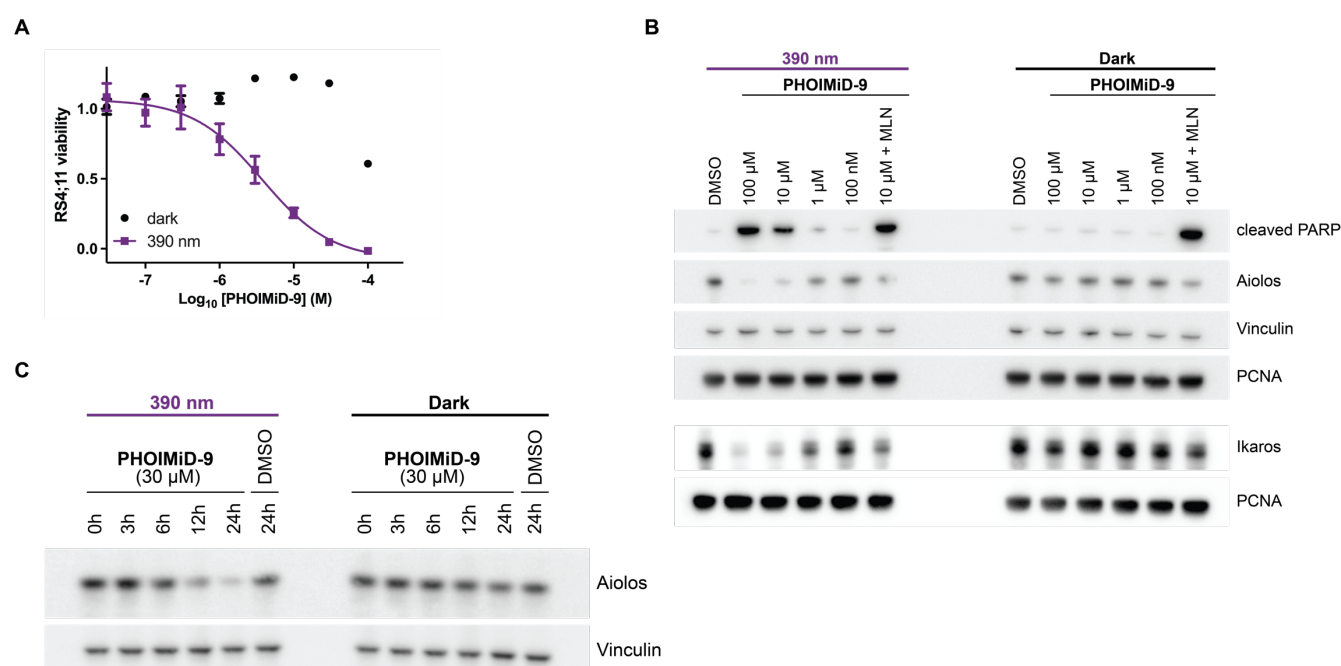 A
RS4;11 viability
1.0
0.5
0.0
dark
390 nm
-7
-6
-5
-4
Log10 [PHOIMiD-9] (M)
B
390 nm
Dark
PHOIMiD-9
PHOIMiD-9
DMSO
100 µM
10 µM
1 µM
100 nM
10 µM + MLN
DMSO
100 µM
10 µM
1 µM
100 nM
10 µM + MLN
cleaved PARP
Aiolos
Vinculin
PCNA
Ikaros
PCNA
C
390 nm
Dark
PHOIMiD-9
(30 µM)
DMSO
PHOIMiD-9
(30 µM)
DMSO
0h
3h
6h
12h
24h
24h
0h
3h
6h
12h
24h
24h
Aiolos
Vinculin